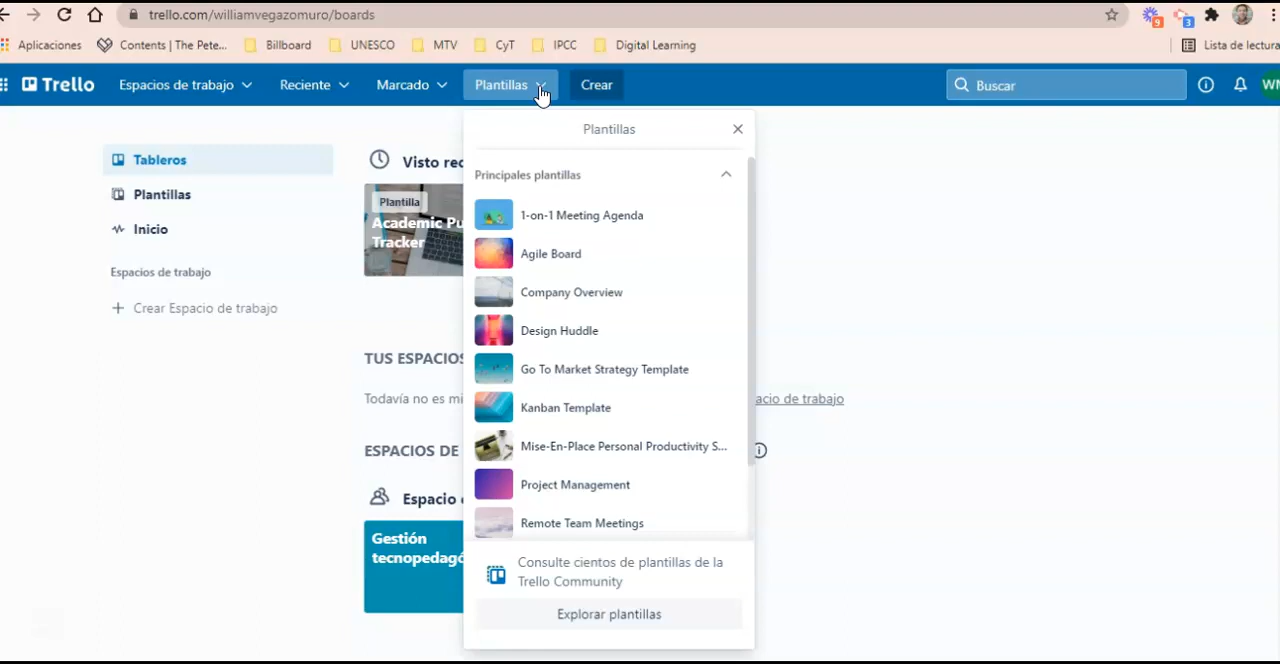 trello.com/williamvegazomuro/boards
9
3
Aplicaciones Contents | The Pete... Billboard UNESCO MTV CyT IPCC Digital Learning Lista de lectura
Trello Espacios de trabajo Reciente Marcado Plantillas Crear Buscar WM
Plantillas
Principales plantillas
1-on-1 Meeting Agenda
Agile Board
Company Overview
Design Huddle
Go To Market Strategy Template
Kanban Template
Mise-En-Place Personal Productivity S...
Project Management
Remote Team Meetings
Consulte cientos de plantillas de la
Trello Community
Explorar plantillas
Tableros
Plantillas
Inicio
Espacios de trabajo
Crear Espacio de trabajo
Visto rec
Plantilla
Academic Pu
Tracker
TUS ESPACIOS
Todavía no es mi
acio de trabajo
ESPACIOS DE
Espacio
Gestión
tecnopedagó